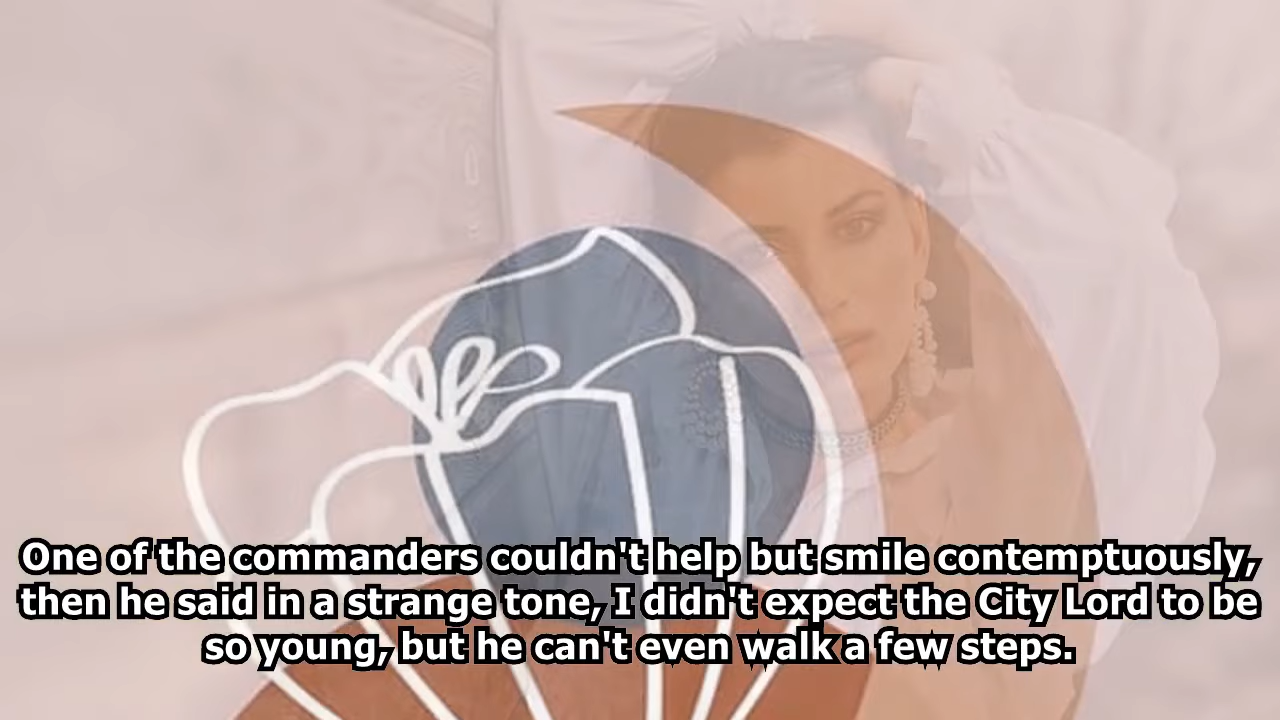 One of the commanders couldn't help but smile contemptuously,
then he said in a strange tone, I didn't expect the City Lord to be
so young, but he can't even walk a few steps.